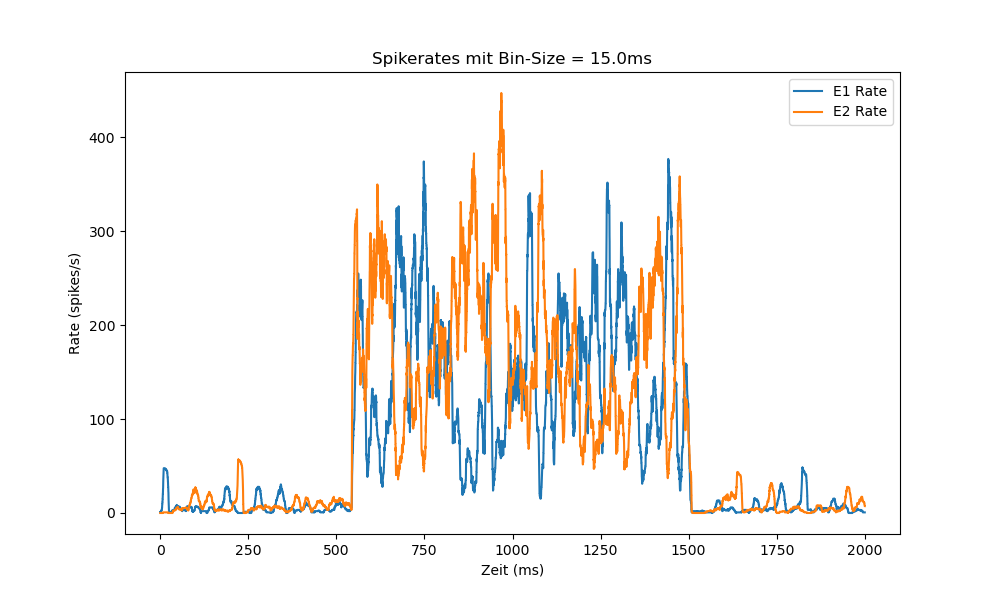 Spikerates mit Bin-Size = 15.0ms
E1 Rate
E2 Rate
Rate (spikes/s)
400
300
200
100
0
0 250 500 750 1000 1250 1500 1750 2000
Zeit (ms)